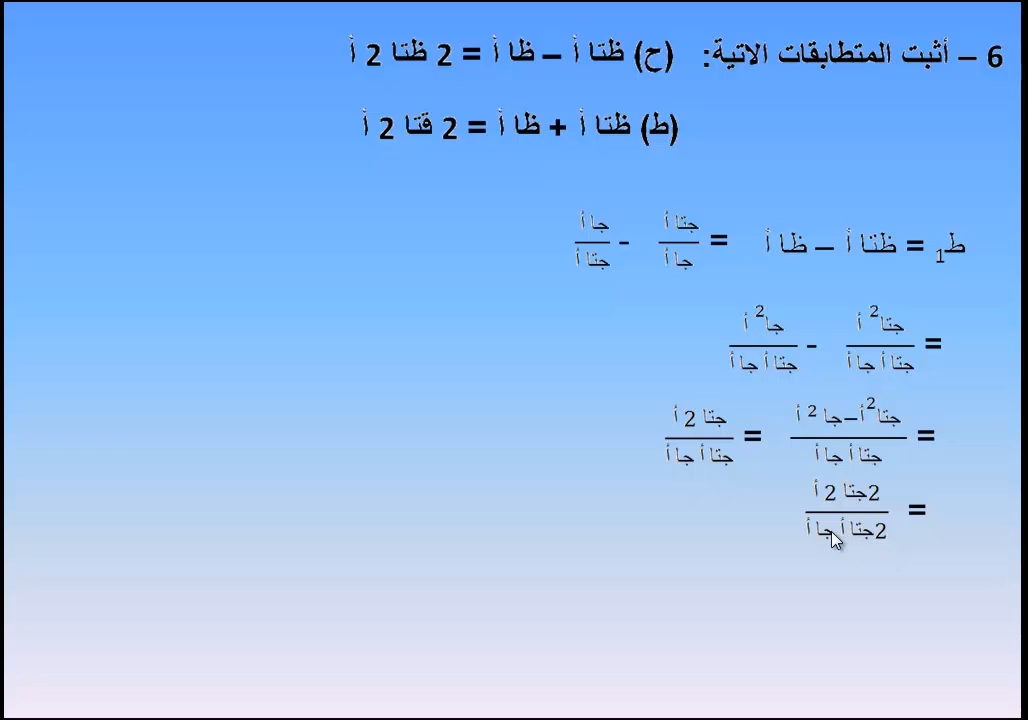 6 – أثبت المتطابقات الاتية: (ح) ظتا أ – ظا أ = 2 ظتا 2 أ
(ط) ظتا أ + ظا أ = 2 قتا 2 أ
ط1 = ظتا أ – ظا أ = جتا أ / جا أ - جا أ / جتا أ
= جتا² أ / جتا أ جا أ - جا² أ / جتا أ جا أ
= جتا² أ – جا ² أ / جتا أ جا أ = جتا 2 أ / جتا أ جا أ
= 2جتا 2 أ / 2جتا أ جا أ